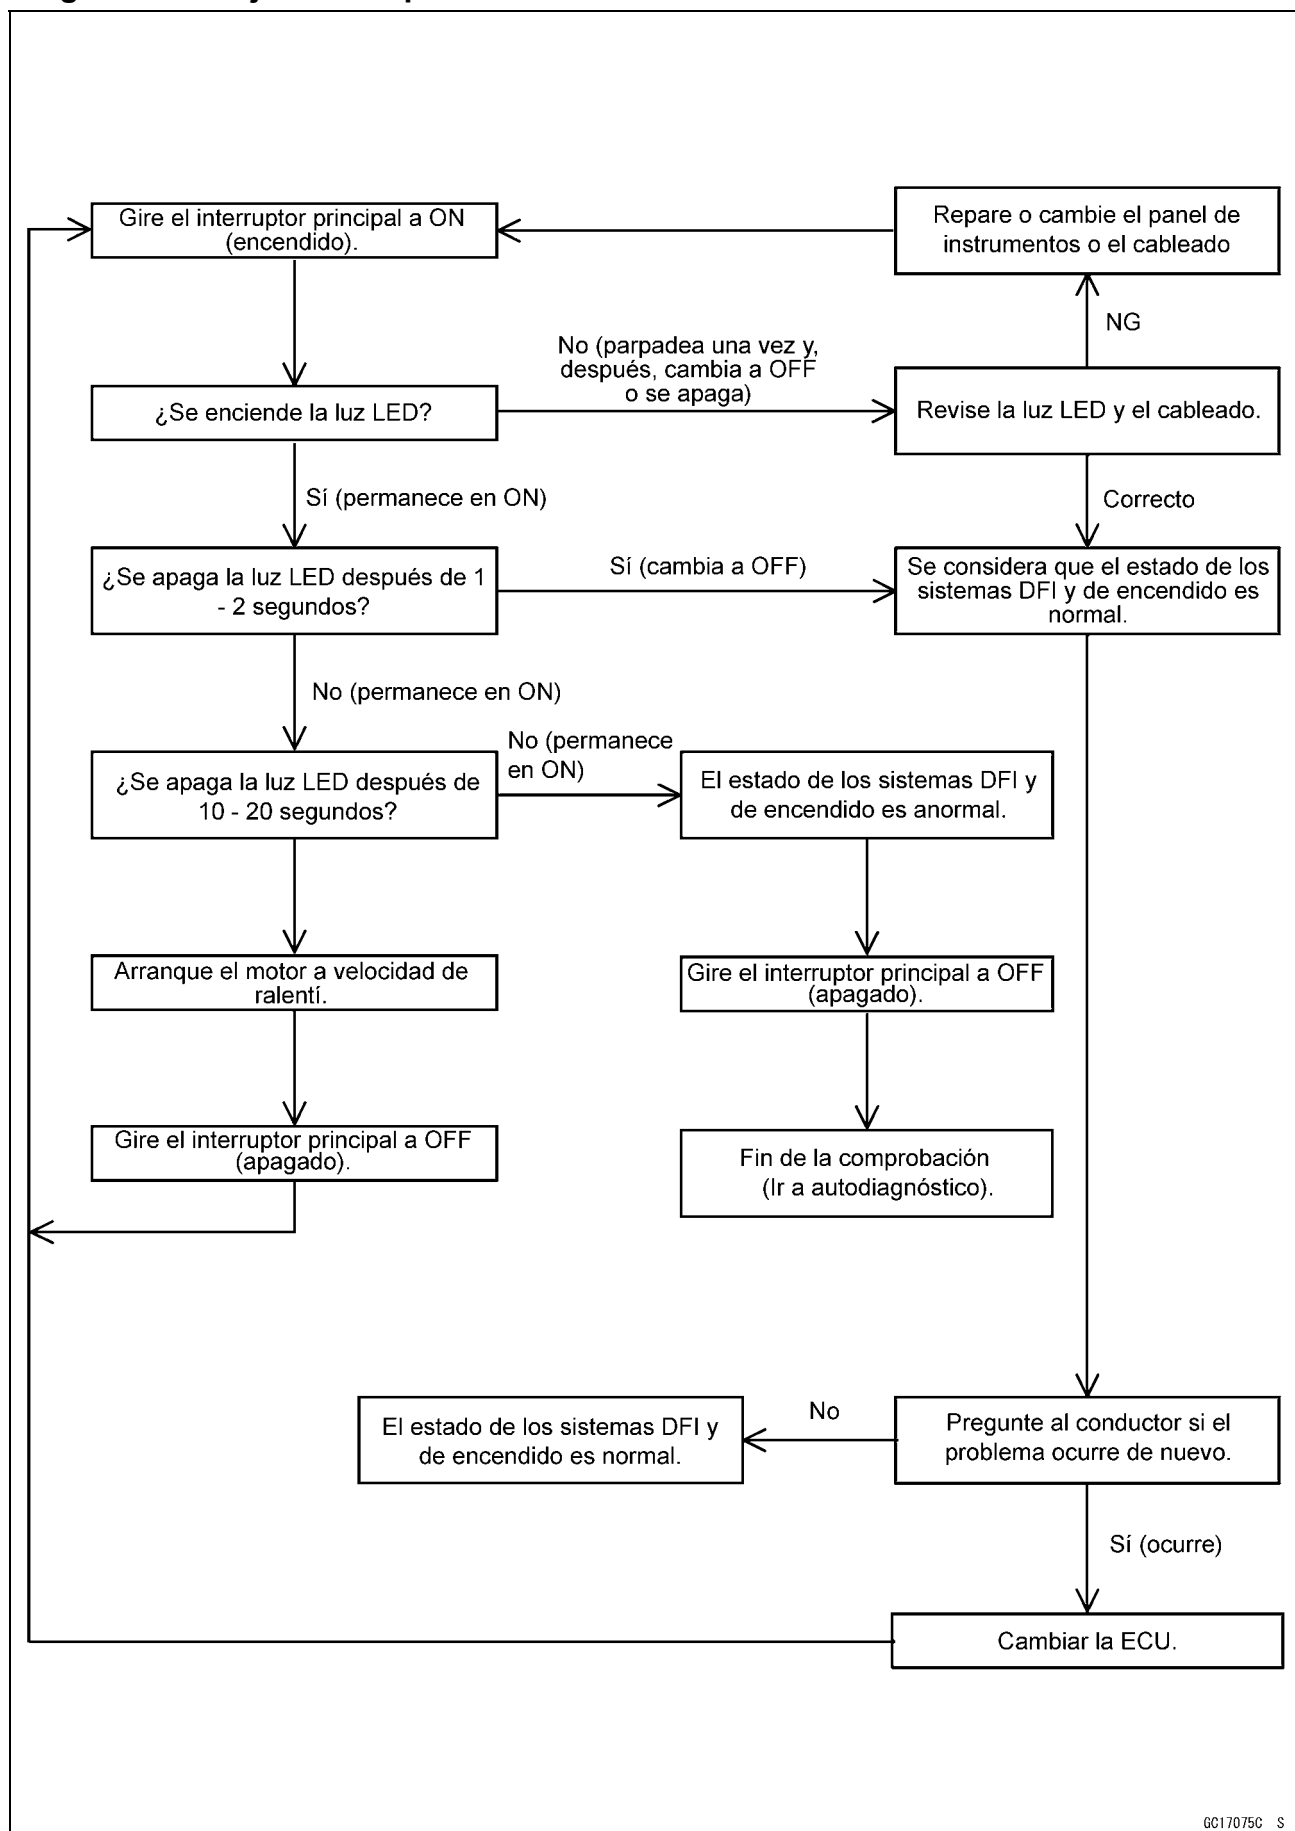 Gire el interruptor principal a ON
(encendido).
Repare o cambie el panel de
instrumentos o el cableado
NG
No (parpadea una vez y,
después, cambia a OFF
o se apaga)
¿Se enciende la luz LED?
Revise la luz LED y el cableado.
Sí (permanece en ON)
Correcto
¿Se apaga la luz LED después de 1
- 2 segundos?
Sí (cambia a OFF)
Se considera que el estado de los
sistemas DFI y de encendido es
normal.
No (permanece en ON)
No (permanece
en ON)
¿Se apaga la luz LED después de
10 - 20 segundos?
El estado de los sistemas DFI y
de encendido es anormal.
Arranque el motor a velocidad de
ralentí.
Gire el interruptor principal a OFF
(apagado).
Gire el interruptor principal a OFF
(apagado).
Fin de la comprobación
(Ir a autodiagnóstico).
El estado de los sistemas DFI y
de encendido es normal.
No
Pregunte al conductor si el
problema ocurre de nuevo.
Sí (ocurre)
Cambiar la ECU.
GC17075C S